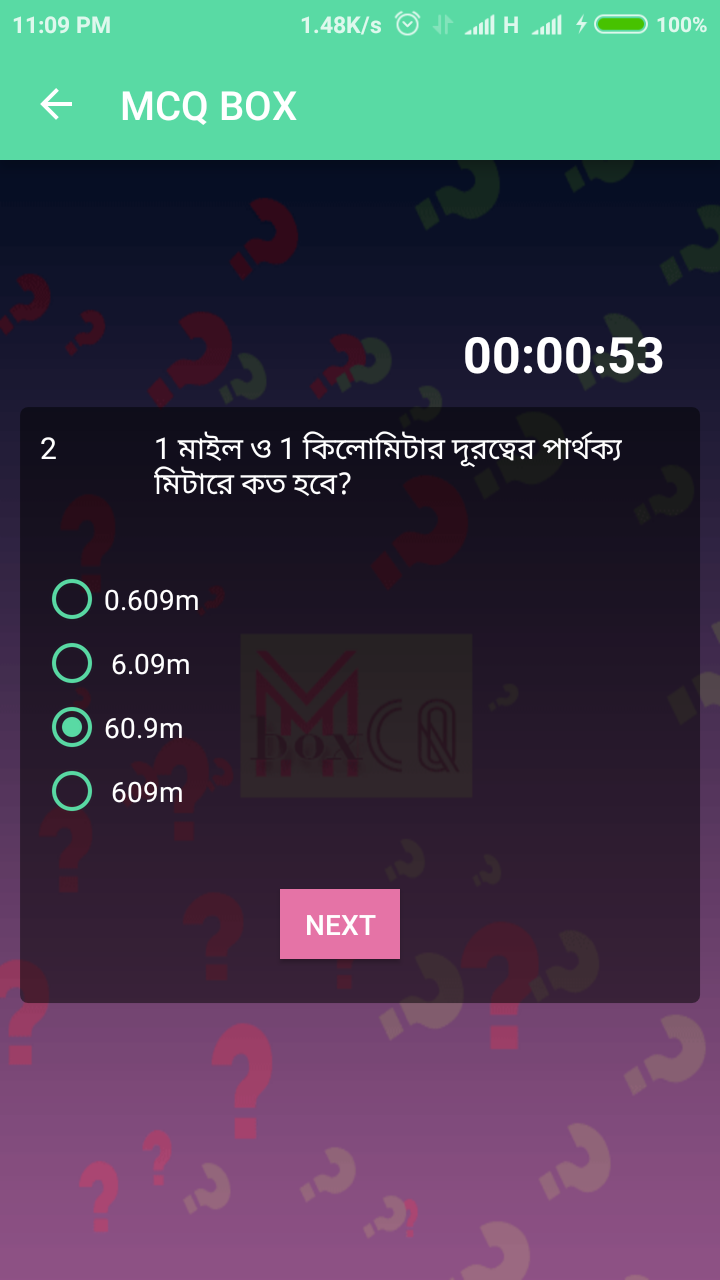 11:09 PM 1.48K/s H 100%
MCQ BOX
00:00:53
2 1 মাইল ও 1 কিলোমিটার দূরত্বের পার্থক্য
মিটারে কত হবে?
0.609m
6.09m
60.9m
M
box CQ
609m
NEXT